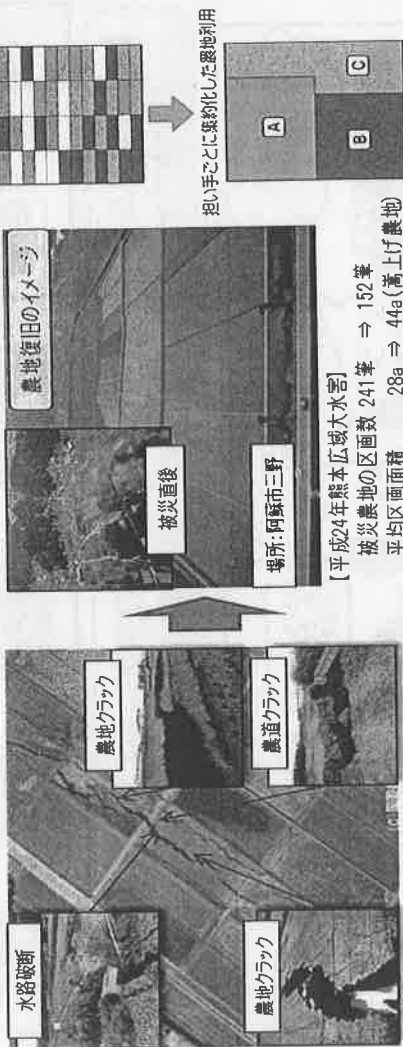 水路破断
農地クラック
農地クラック
農道クラック
農地復旧のイメージ
被災直後
場所:阿蘇市三野
【平成24年熊本広域大水害】
被災農地の区画数 241筆 ⇒ 152筆
平均区画面積 28a ⇒ 44a(嵩上げ農地)
担い手ごとに集約化した農地利用
A
B
C